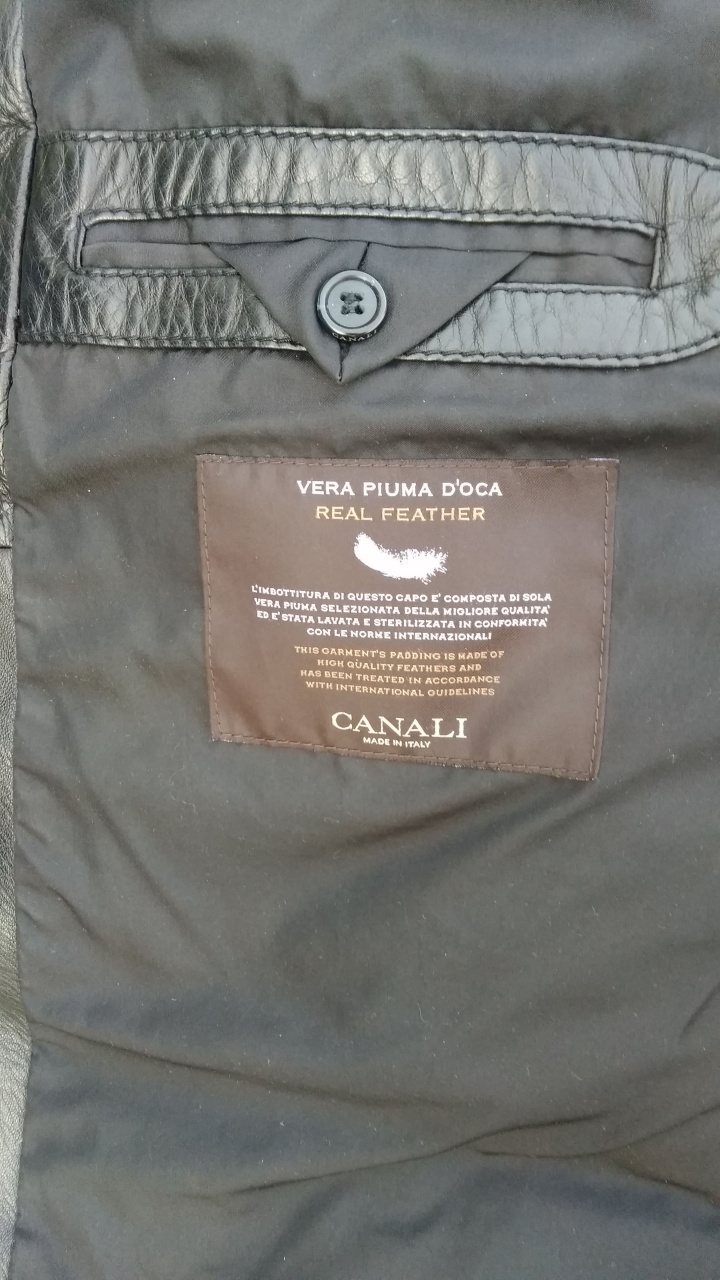 CANALI
VERA PIUMA D'OCA
REAL FEATHER
L'IMBOTTITURA DI QUESTO CAPO E' COMPOSTA DI SOLA
VERA PIUMA SELEZIONATA DELLA MIGLIORE QUALITA'
ED E' STATA LAVATA E STERILIZZATA IN CONFORMITA'
CON LE NORME INTERNAZIONALI
THIS GARMENT'S PADDING IS MADE OF
HIGH QUALITY FEATHERS AND
HAS BEEN TREATED IN ACCORDANCE
WITH INTERNATIONAL GUIDELINES
CANALI
MADE IN ITALY